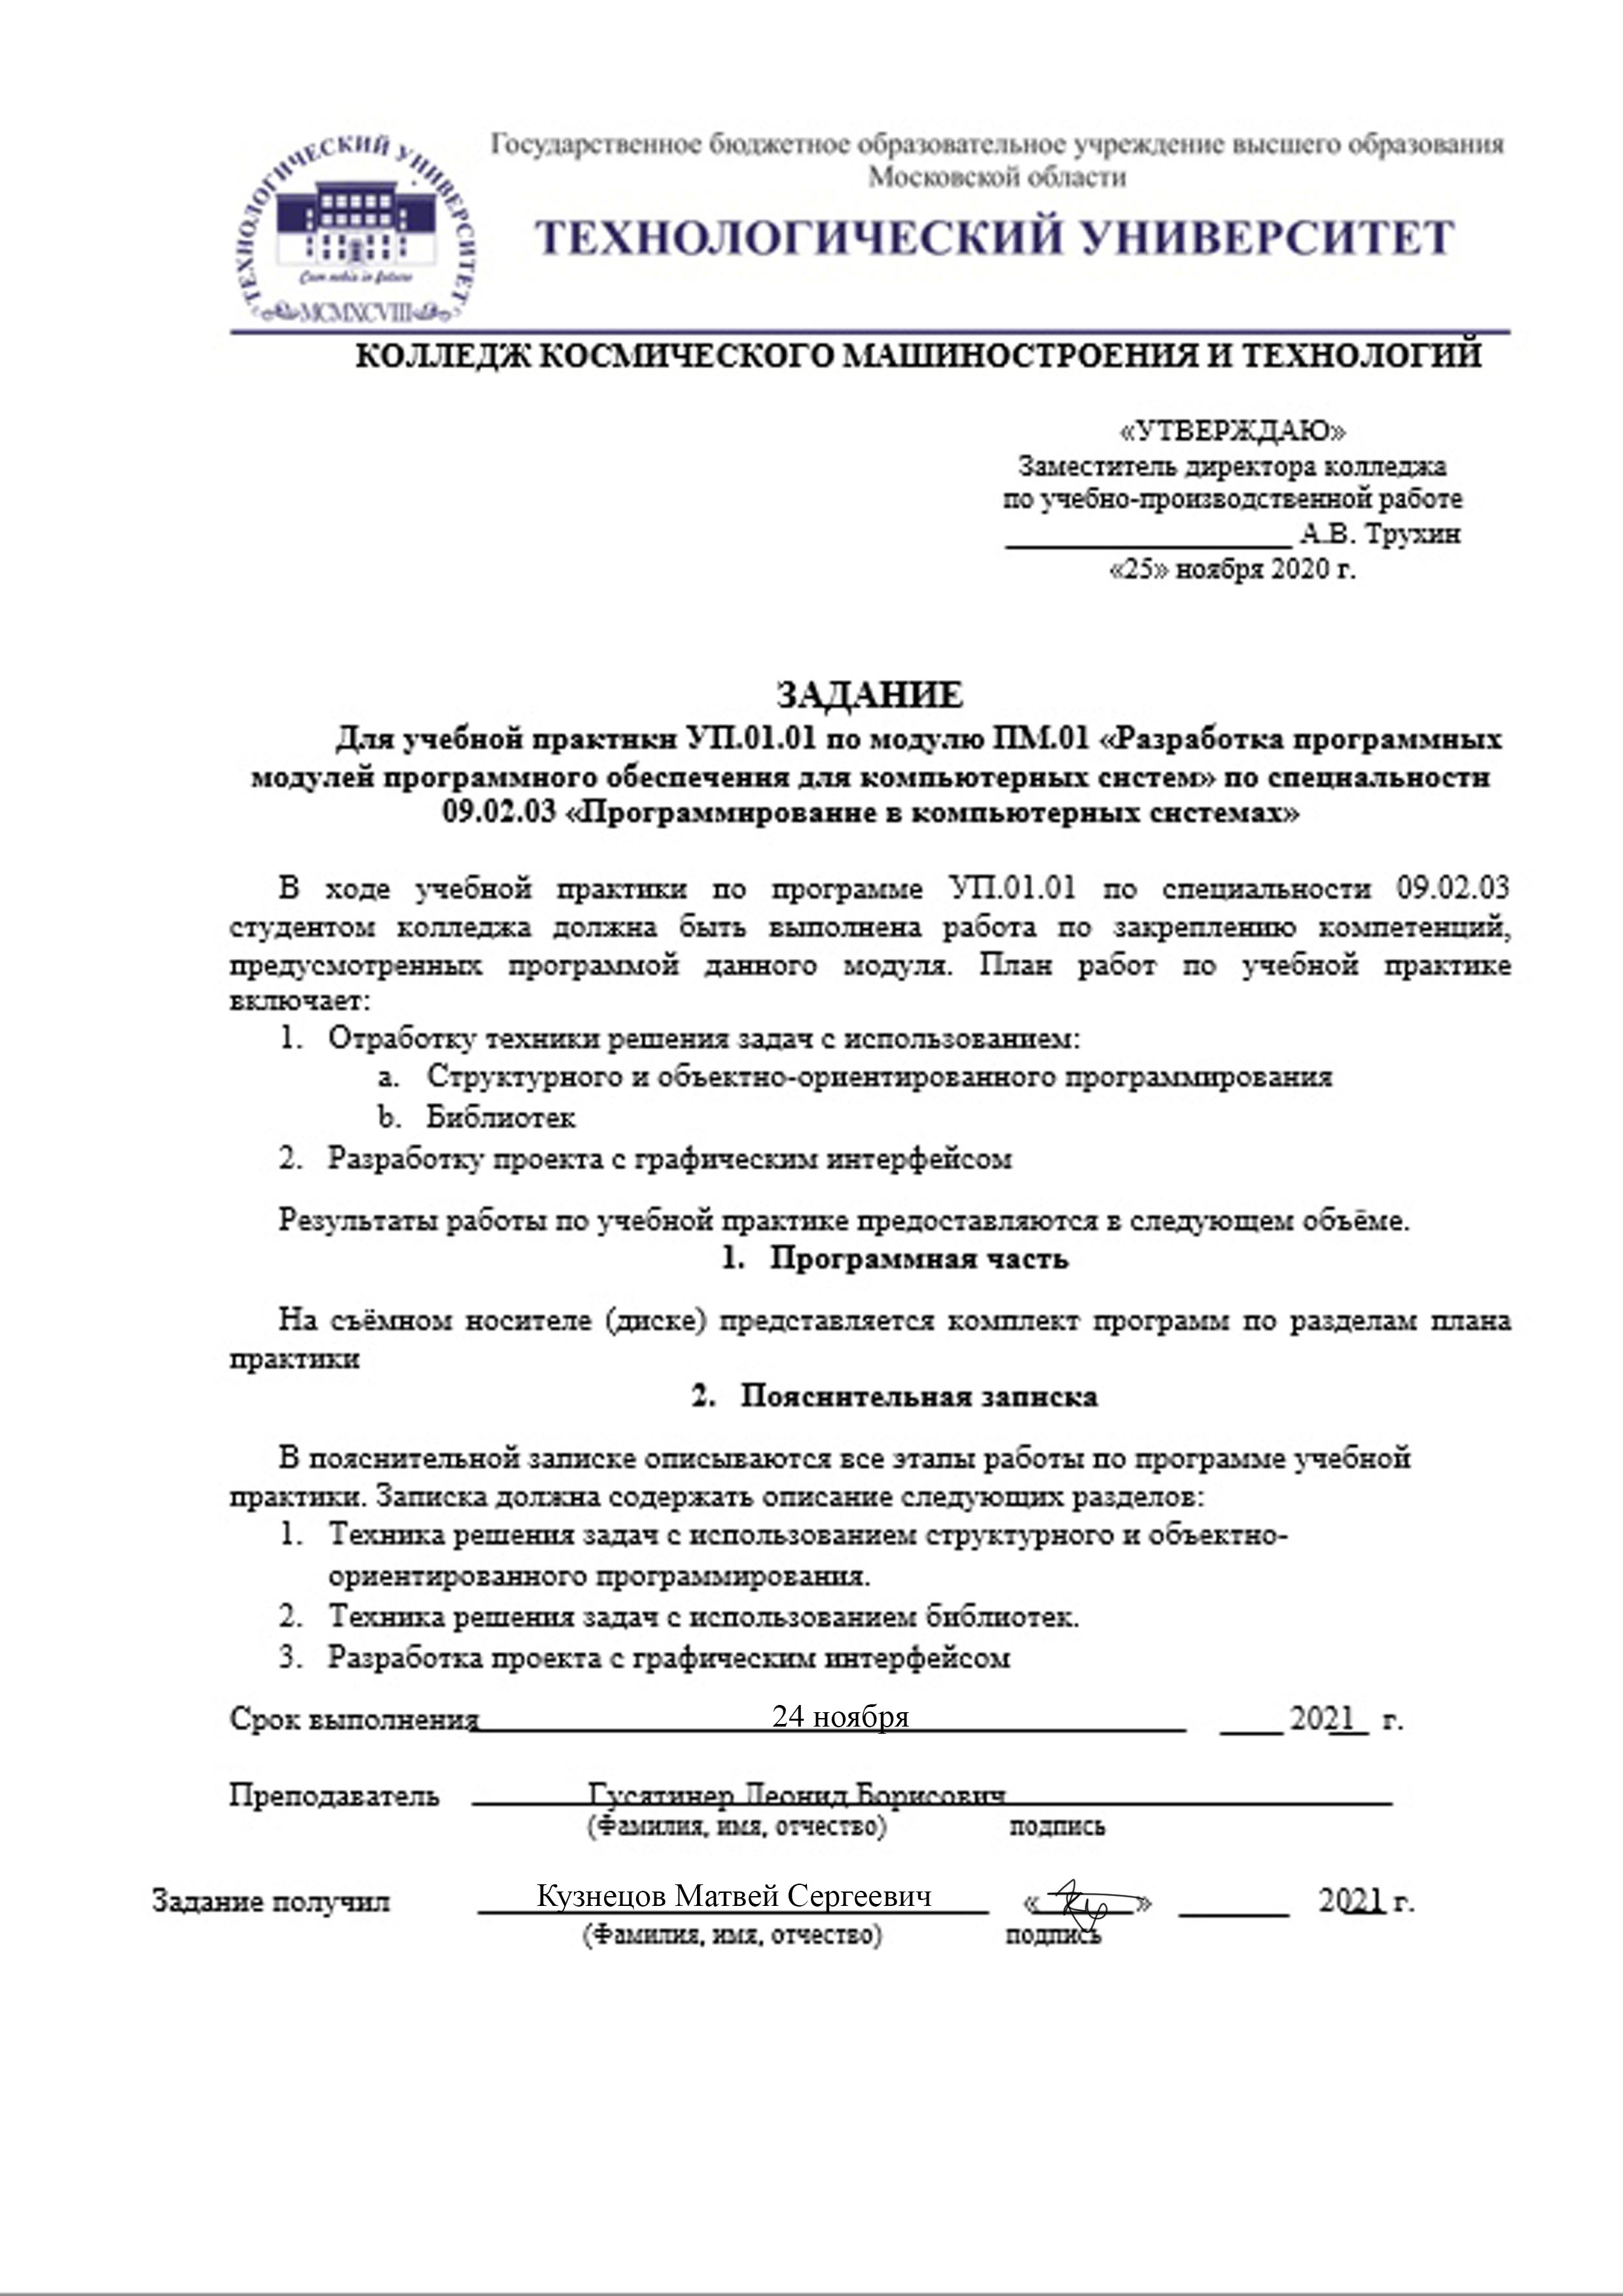 ТЕХНОЛОГИЧЕСКИЙ УНИВЕРСИТЕТ
Cum nobis in futuro
MCMXCVIII
Государственное бюджетное образовательное учреждение высшего образования
Московской области
ТЕХНОЛОГИЧЕСКИЙ УНИВЕРСИТЕТ
КОЛЛЕДЖ КОСМИЧЕСКОГО МАШИНОСТРОЕНИЯ И ТЕХНОЛОГИЙ
«УТВЕРЖДАЮ»
Заместитель директора колледжа
по учебно-производственной работе
____________________ А.В. Трухин
«25» ноября 2020 г.
ЗАДАНИЕ
Для учебной практики УП.01.01 по модулю ПМ.01 «Разработка программных
модулей программного обеспечения для компьютерных систем» по специальности
09.02.03 «Программирование в компьютерных системах»
В ходе учебной практики по программе УП.01.01 по специальности 09.02.03
студентом колледжа должна быть выполнена работа по закреплению компетенций,
предусмотренных программой данного модуля. План работ по учебной практике
включает:
1. Отработку техники решения задач с использованием:
a. Структурного и объектно-ориентированного программирования
b. Библиотек
2. Разработку проекта с графическим интерфейсом
Результаты работы по учебной практике предоставляются в следующем объёме.
1. Программная часть
На съёмном носителе (диске) представляется комплект программ по разделам плана
практики
2. Пояснительная записка
В пояснительной записке описываются все этапы работы по программе учебной
практики. Записка должна содержать описание следующих разделов:
1. Техника решения задач с использованием структурного и объектно-
ориентированного программирования.
2. Техника решения задач с использованием библиотек.
3. Разработка проекта с графическим интерфейсом
Срок выполнения 24 ноября ____ 2021 г.
Преподаватель Гусятинер Леонид Борисович
(Фамилия, имя, отчество) подпись
Задание получил Кузнецов Матвей Сергеевич «______» _______ 2021 г.
(Фамилия, имя, отчество) подпись